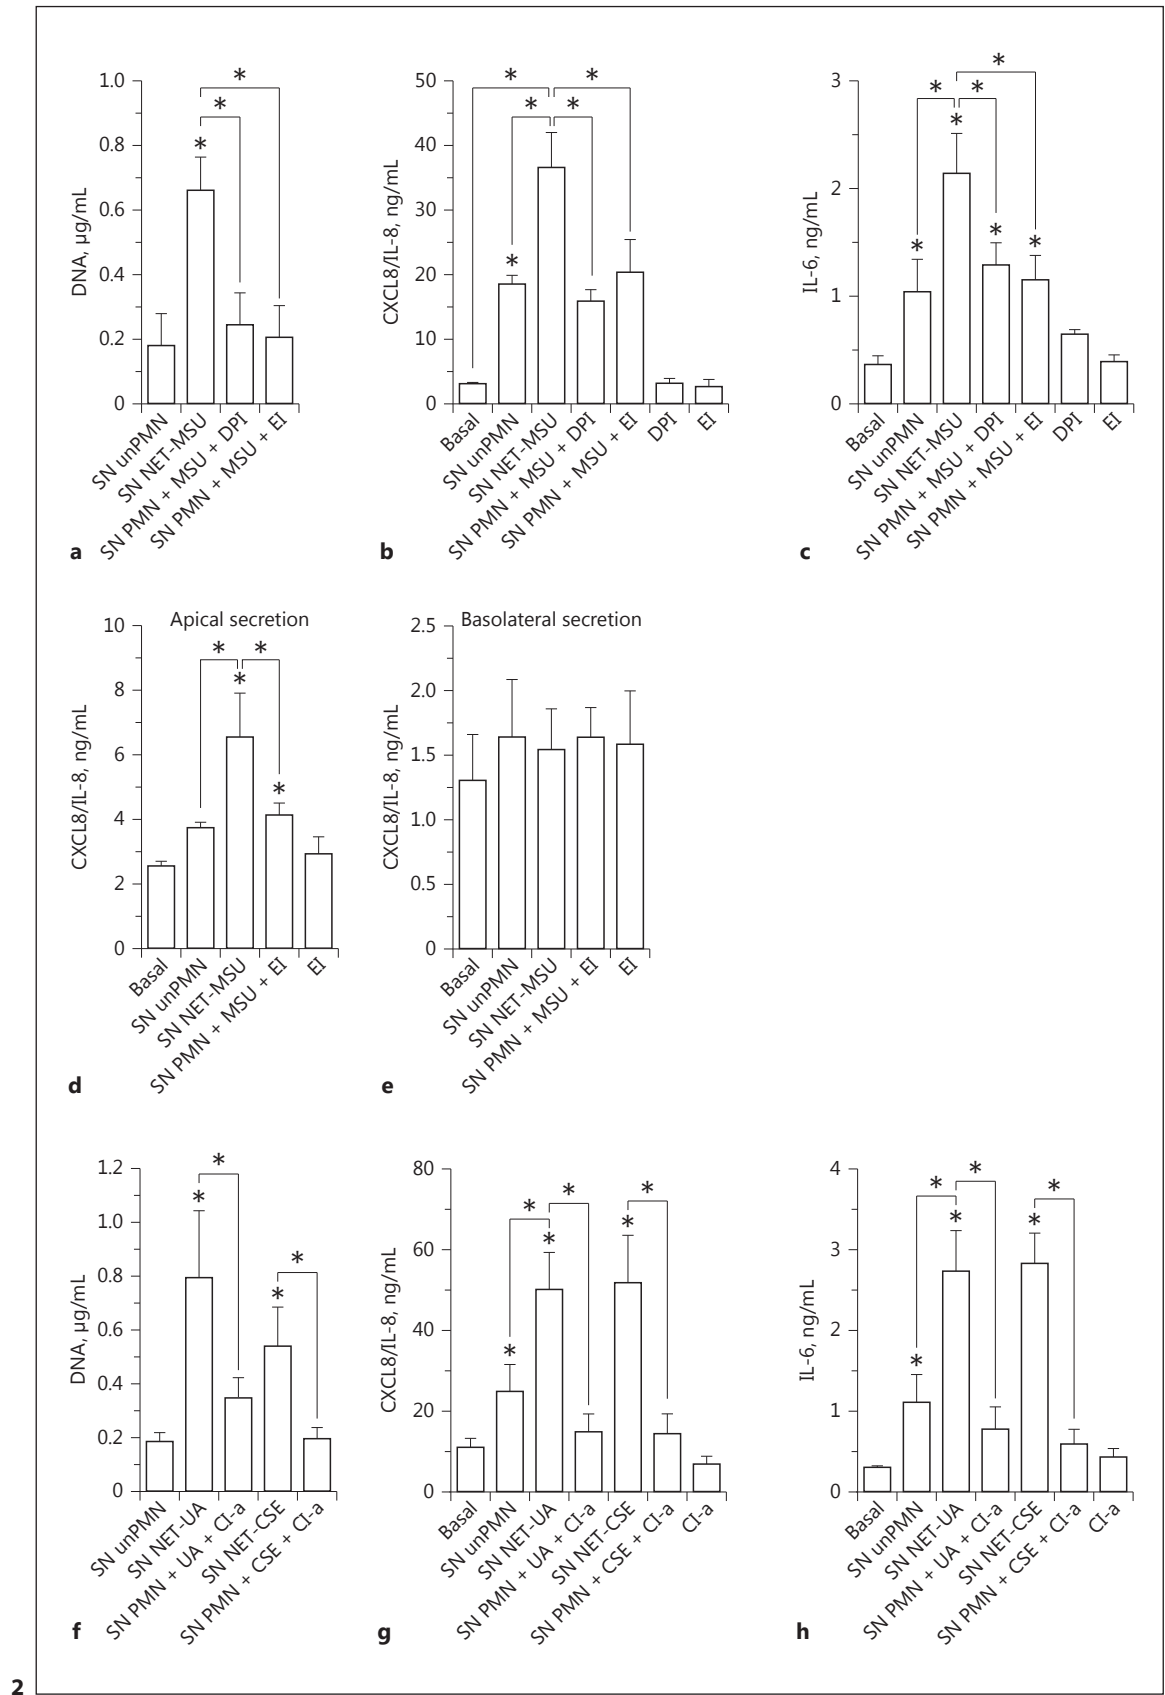 *
*
*
1.0
0.8
0.6
0.4
0.2
0
DNA, µg/mL
SN unPMN
SN NET-MSU
SN PMN + MSU + DPI
SN PMN + MSU + EI
a
*
*
*
*
*
50
40
30
20
10
0
CXCL8/IL-8, ng/mL
Basal
SN unPMN
SN NET-MSU
SN PMN + MSU + DPI
SN PMN + MSU + EI
DPI
EI
b
*
*
*
*
*
*
*
3
2
1
0
IL-6, ng/mL
Basal
SN unPMN
SN NET-MSU
SN PMN + MSU + DPI
SN PMN + MSU + EI
DPI
EI
c
Apical secretion
*
*
*
*
10
8
6
4
2
0
CXCL8/IL-8, ng/mL
Basal
SN unPMN
SN NET-MSU
SN PMN + MSU + EI
EI
d
Basolateral secretion
2.5
2.0
1.5
1.0
0.5
0
CXCL8/IL-8, ng/mL
Basal
SN unPMN
SN NET-MSU
SN PMN + MSU + EI
EI
e
*
*
*
*
1.2
1.0
0.8
0.6
0.4
0.2
0
DNA, µg/mL
SN unPMN
SN NET-UA
SN PMN + UA + CI-a
SN NET-CSE
SN PMN + CSE + CI-a
f
*
*
*
*
*
*
80
60
40
20
0
CXCL8/IL-8, ng/mL
Basal
SN unPMN
SN NET-UA
SN PMN + UA + CI-a
SN NET-CSE
SN PMN + CSE + CI-a
CI-a
g
*
*
*
*
*
*
4
3
2
1
0
IL-6, ng/mL
Basal
SN unPMN
SN NET-UA
SN PMN + UA + CI-a
SN NET-CSE
SN PMN + CSE + CI-a
CI-a
h
2